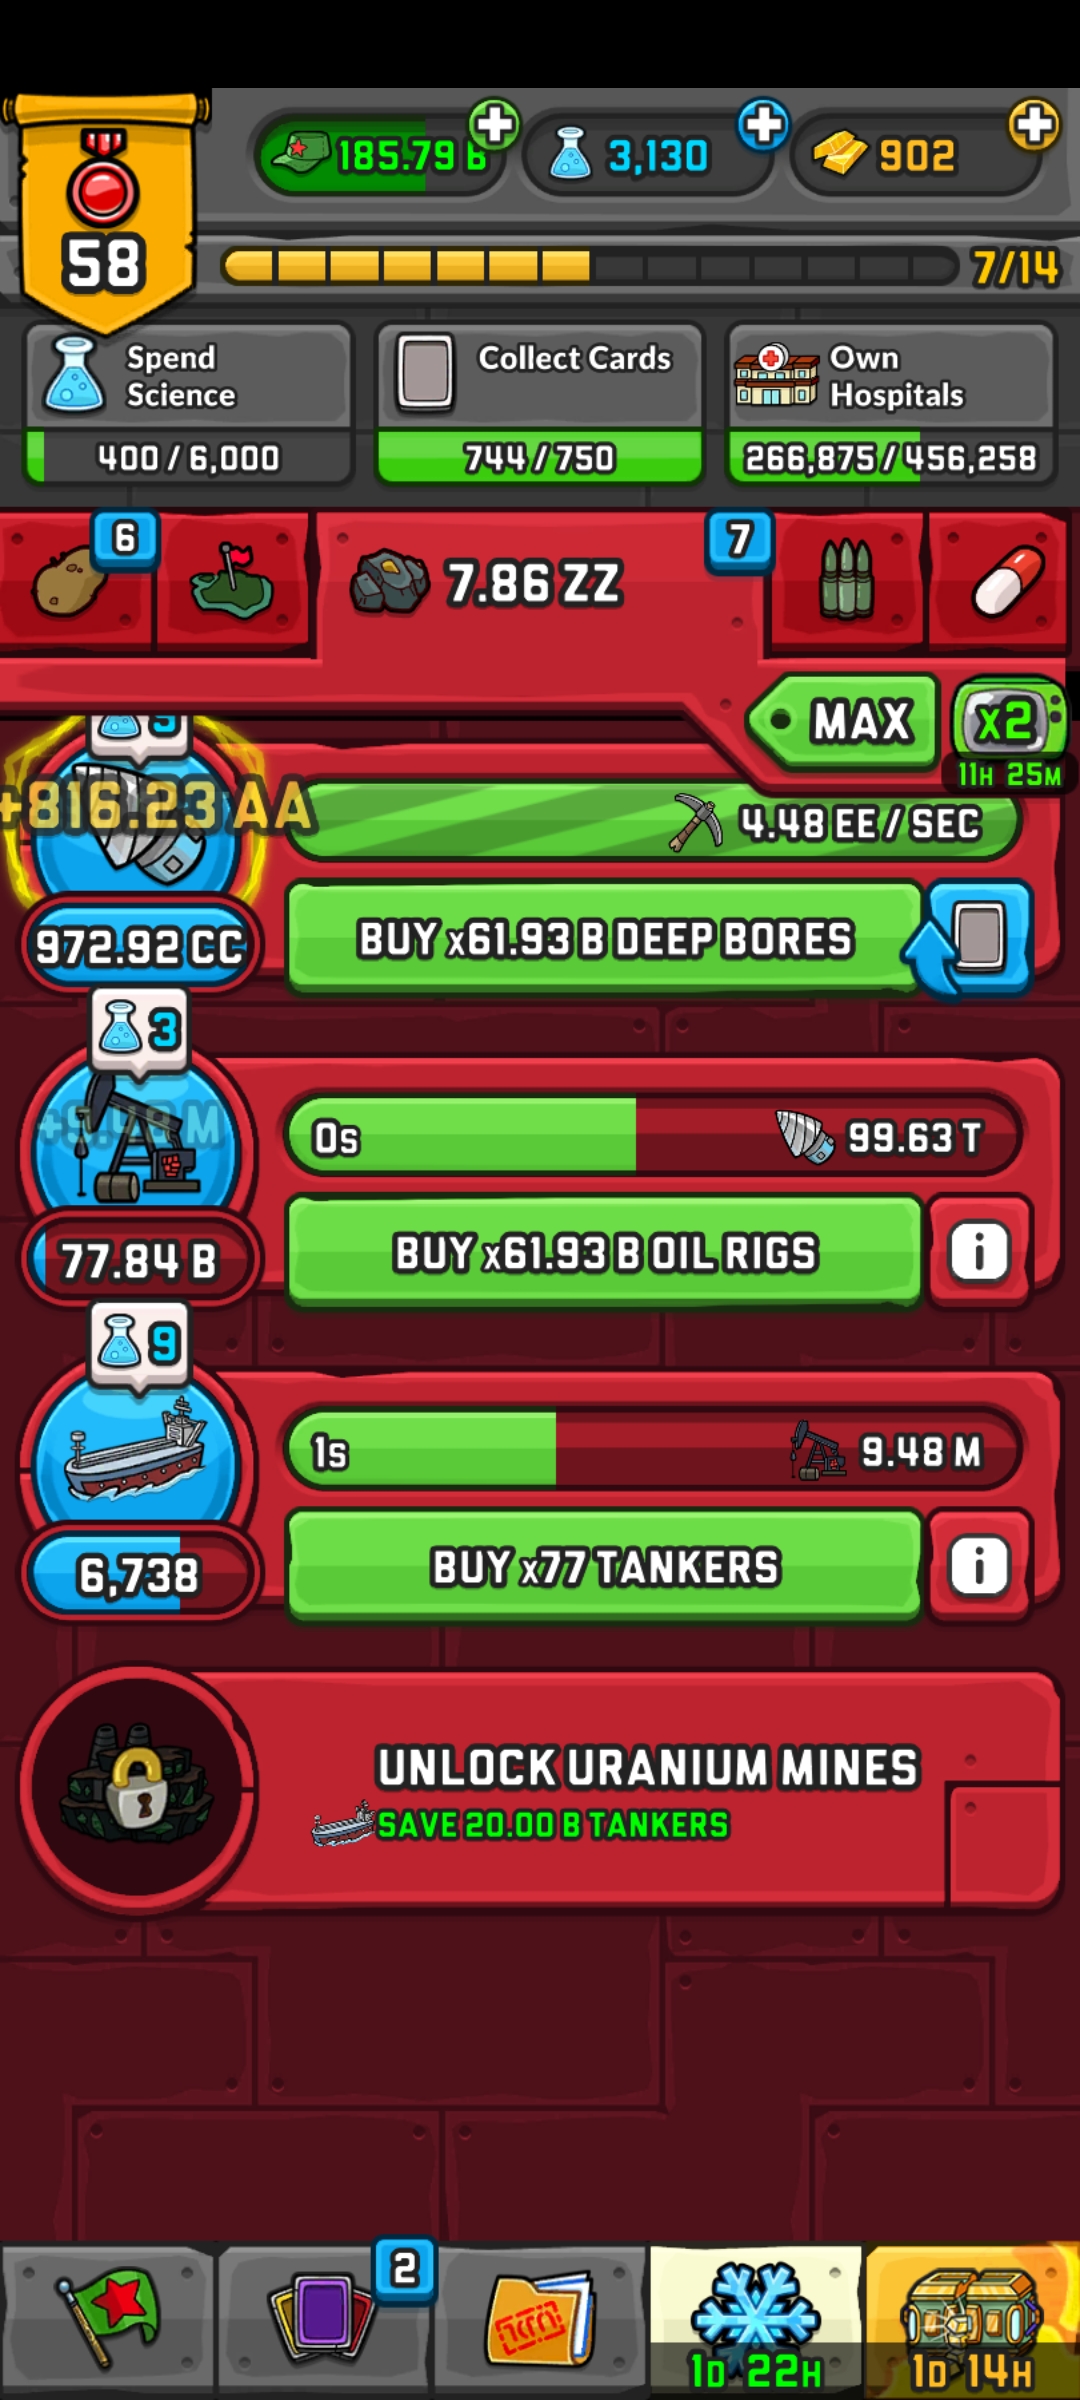 185.79 B
3,130
902
58
7/14
Spend
Science
400 / 6,000
Collect Cards
744 / 750
Own
Hospitals
266,875 / 456,258
6
7.86 ZZ
7
MAX
x2
11H 25M
+816.23 AA
4.48 EE / SEC
972.92 CC
BUY x61.93 B DEEP BORES
3
+9.48 M
0s
99.63 T
77.84 B
BUY x61.93 B OIL RIGS
i
9
1s
9.48 M
6,738
BUY x77 TANKERS
i
UNLOCK URANIUM MINES
SAVE 20.00 B TANKERS
2
1D 22H
1D 14H